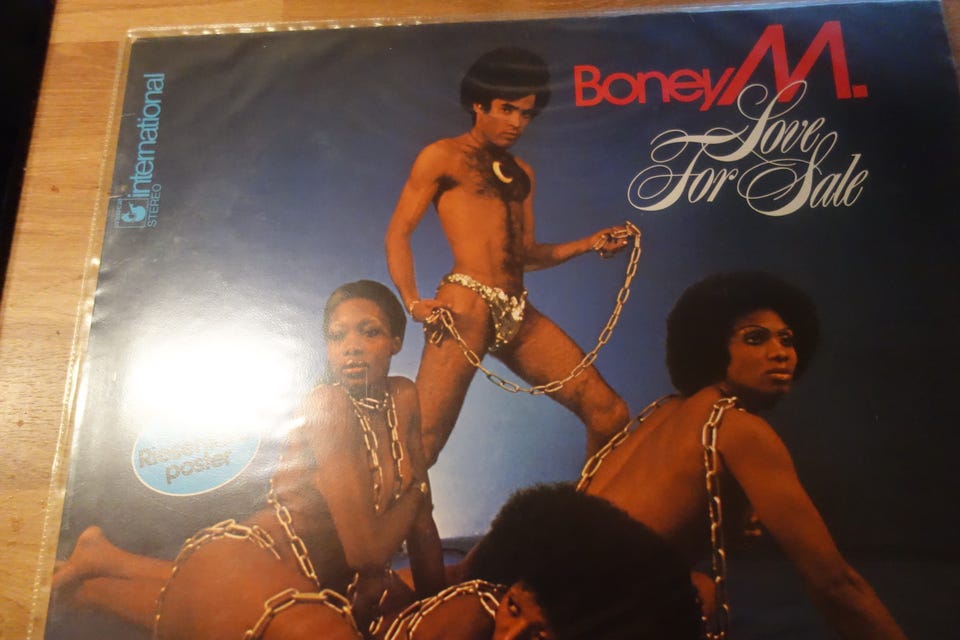 Boney M.
Love
For Sale
international
STEREO
poster